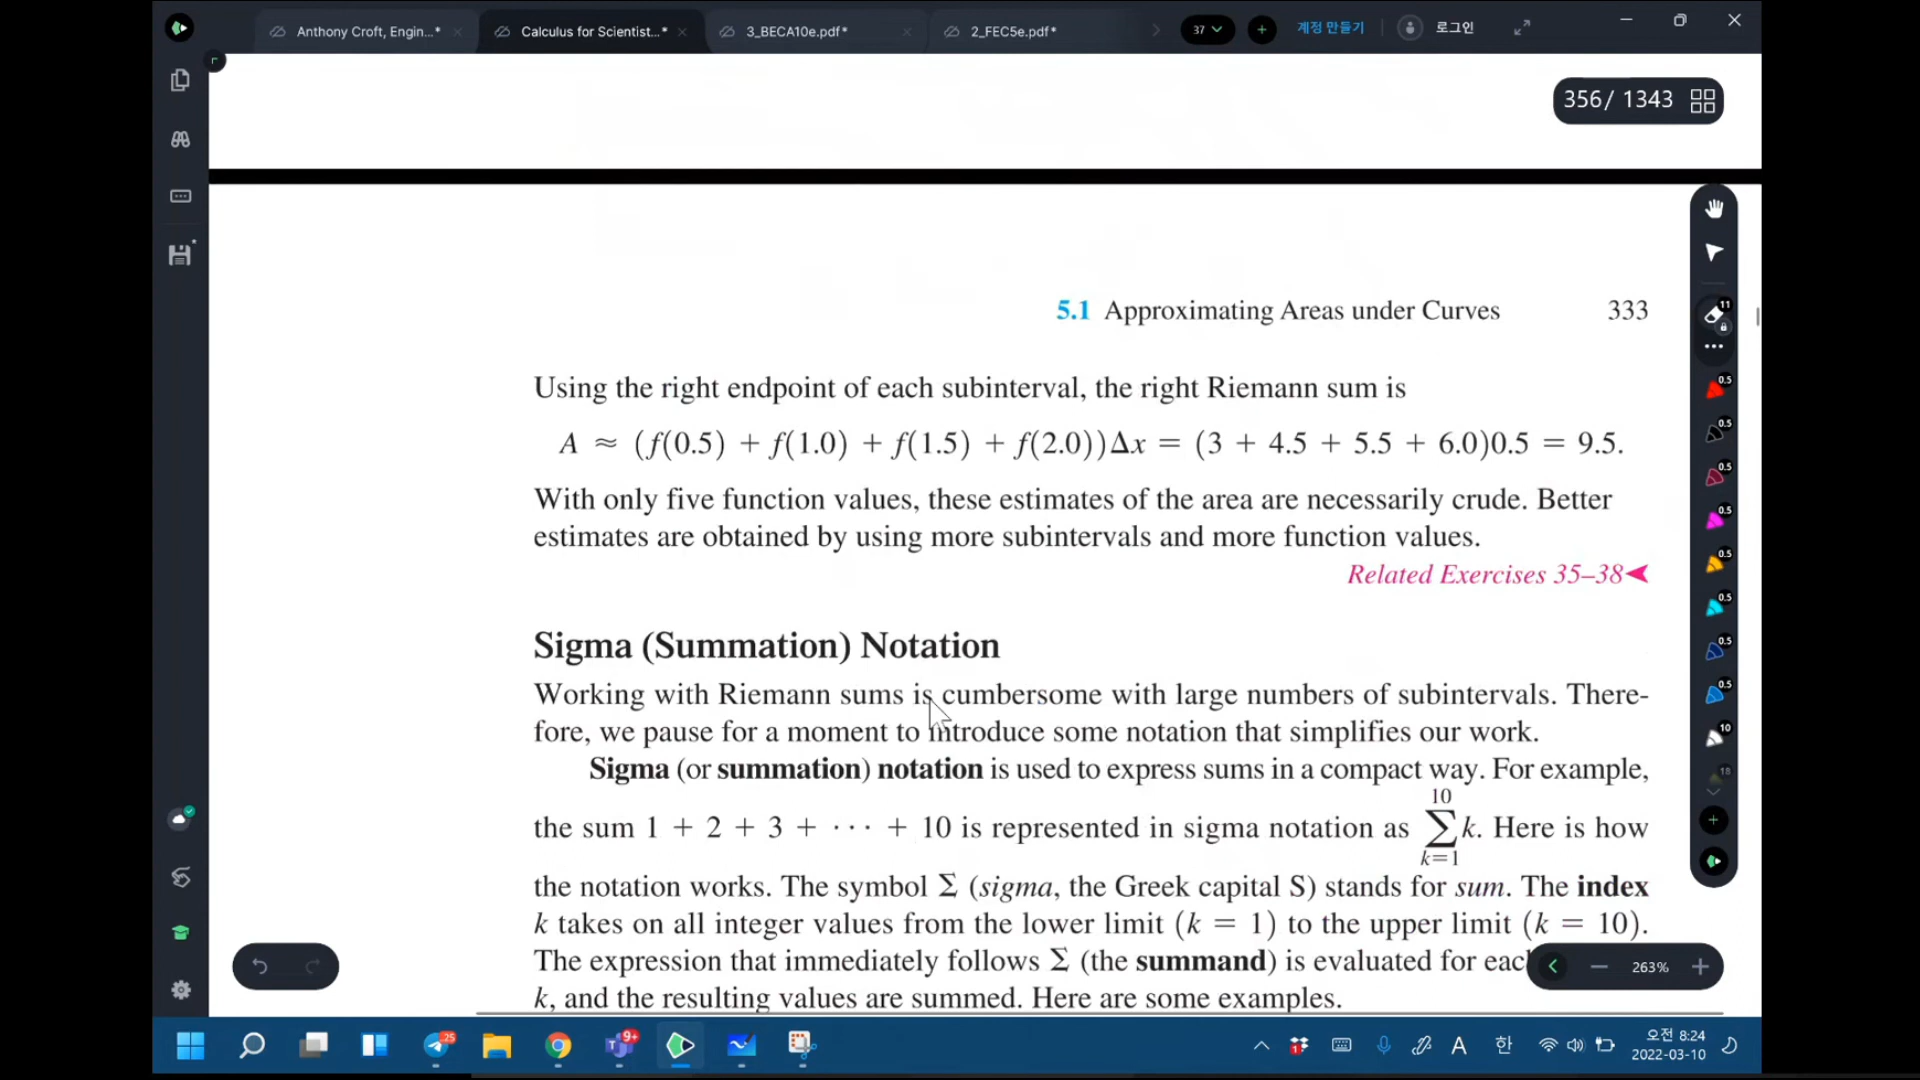 Anthony Croft, Engin...*
Calculus for Scientist...*
3_BECA10e.pdf*
2_FEC5e.pdf*
37
계정 만들기
로그인
356/ 1343
5.1 Approximating Areas under Curves 333
Using the right endpoint of each subinterval, the right Riemann sum is
A ≈ (f(0.5) + f(1.0) + f(1.5) + f(2.0))Δx = (3 + 4.5 + 5.5 + 6.0)0.5 = 9.5.
With only five function values, these estimates of the area are necessarily crude. Better
estimates are obtained by using more subintervals and more function values.
Related Exercises 35–38
Sigma (Summation) Notation
Working with Riemann sums is cumbersome with large numbers of subintervals. There-
fore, we pause for a moment to introduce some notation that simplifies our work.
Sigma (or summation) notation is used to express sums in a compact way. For example,
10
the sum 1 + 2 + 3 + ··· + 10 is represented in sigma notation as Σ k. Here is how
k=1
the notation works. The symbol Σ (sigma, the Greek capital S) stands for sum. The index
k takes on all integer values from the lower limit (k = 1) to the upper limit (k = 10).
The expression that immediately follows Σ (the summand) is evaluated for each
k, and the resulting values are summed. Here are some examples.
11
0.5
0.5
0.5
0.5
0.5
0.5
0.5
0.5
10
18
263%
25
9+
A
한
오전 8:24
2022-03-10